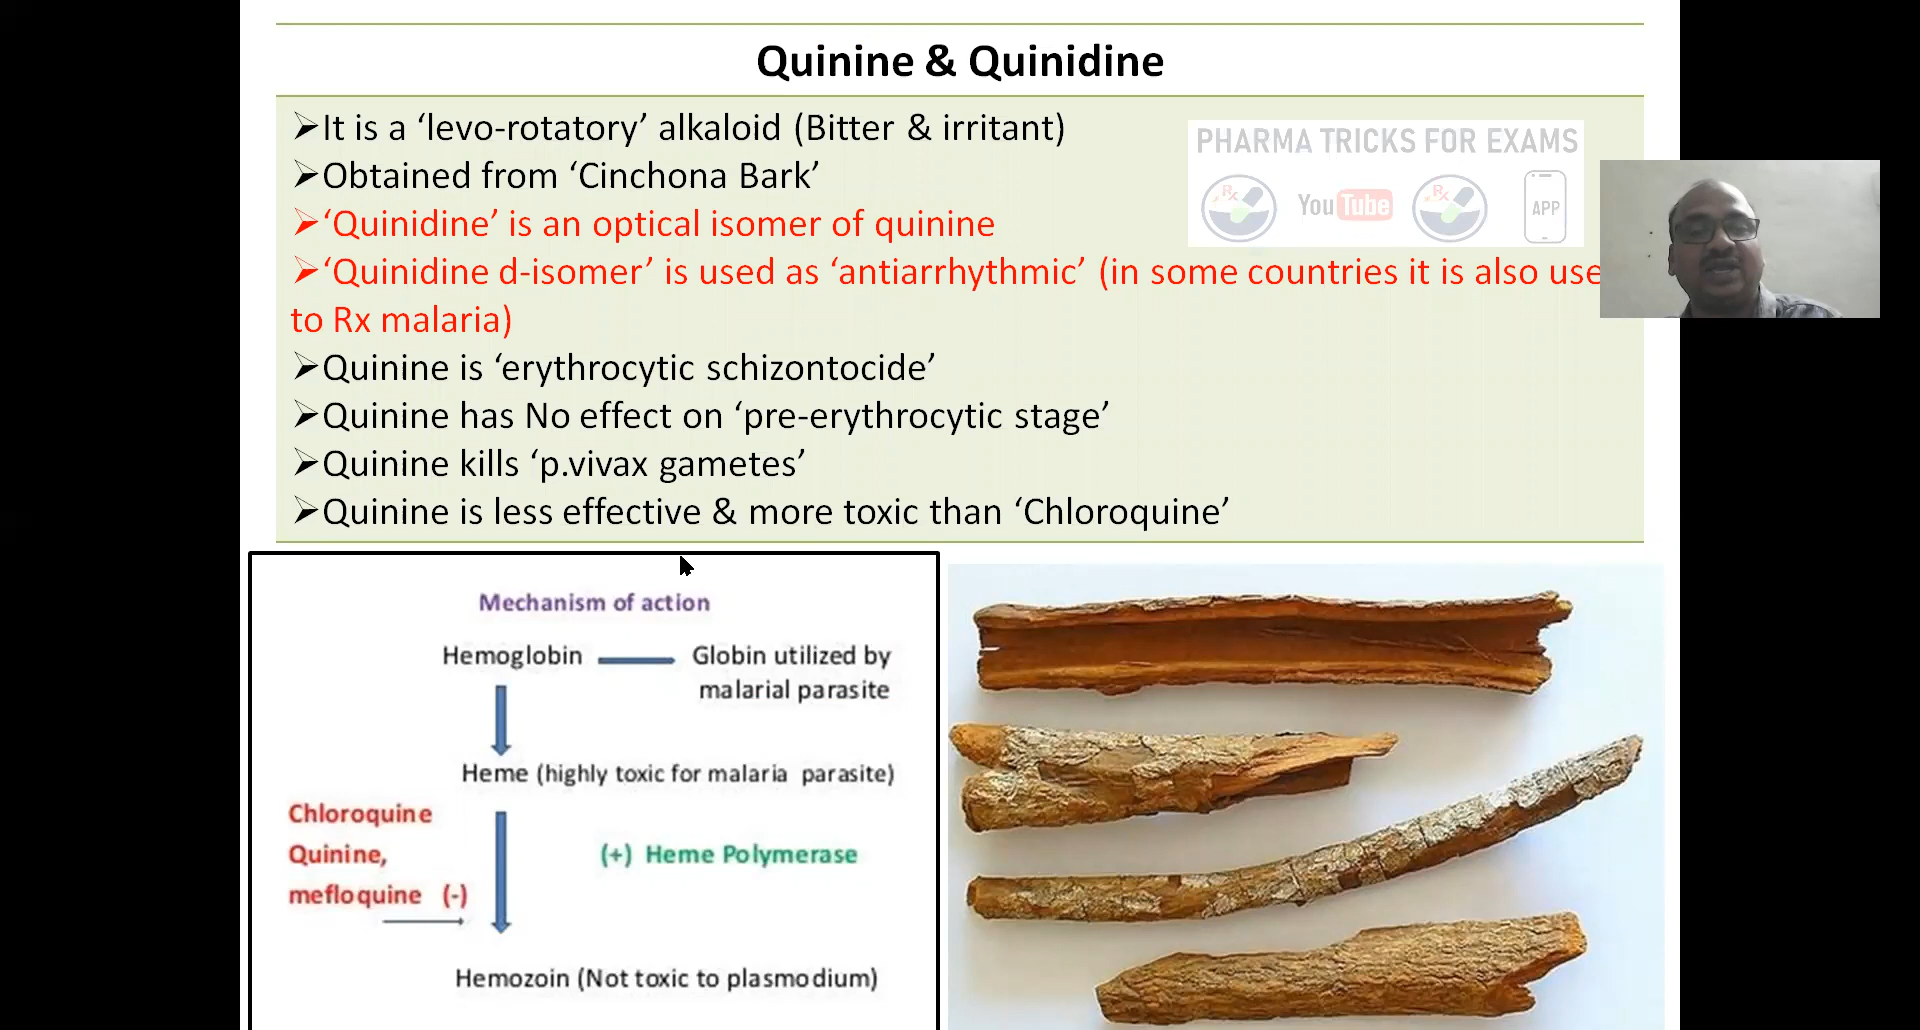 Quinine & Quinidine
➢It is a ‘levo-rotatory’ alkaloid (Bitter & irritant)
➢Obtained from ‘Cinchona Bark’
➢‘Quinidine’ is an optical isomer of quinine
➢‘Quinidine d-isomer’ is used as ‘antiarrhythmic’ (in some countries it is also use
to Rx malaria)
➢Quinine is ‘erythrocytic schizontocide’
➢Quinine has No effect on ‘pre-erythrocytic stage’
➢Quinine kills ‘p.vivax gametes’
➢Quinine is less effective & more toxic than ‘Chloroquine’
PHARMA TRICKS FOR EXAMS
Rx YouTube Rx APP
Mechanism of action
Hemoglobin Globin utilized by
malarial parasite
Heme (highly toxic for malaria parasite)
Chloroquine
Quinine, (+) Heme Polymerase
mefloquine (-)
Hemozoin (Not toxic to plasmodium)